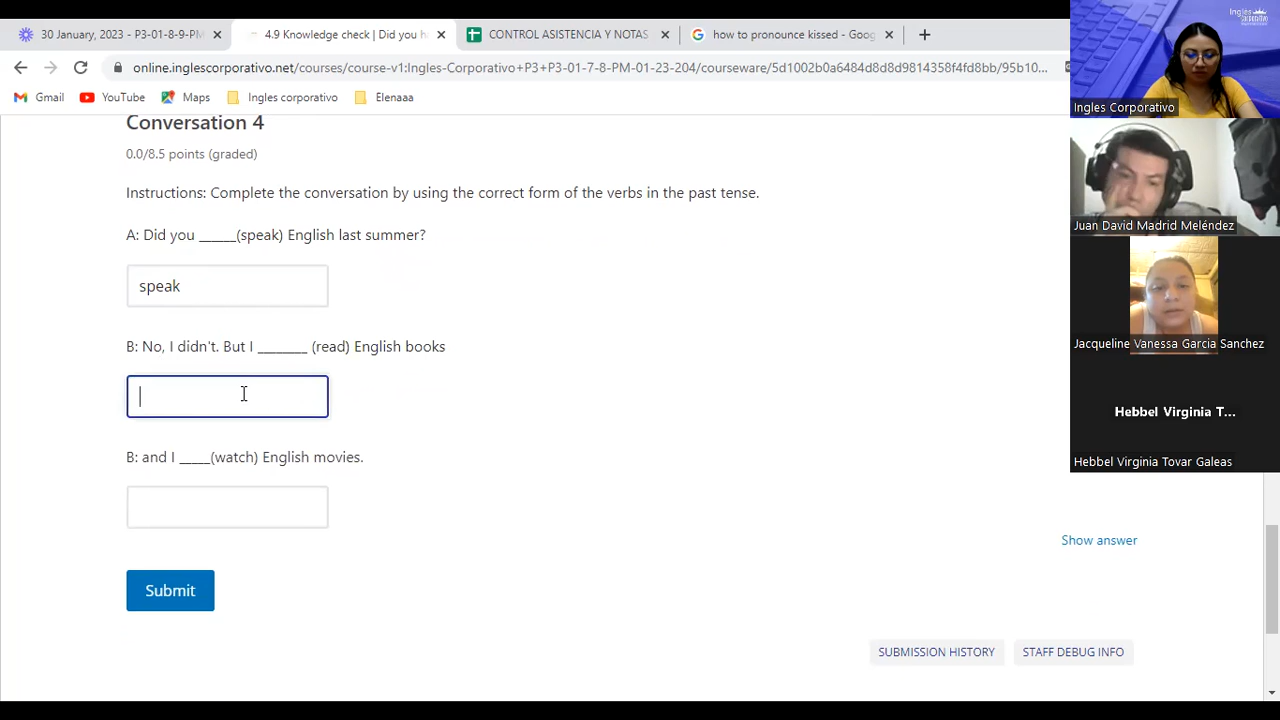 30 January, 2023 - P3-01-8-9-PM
4.9 Knowledge check | Did you h
CONTROL ASISTENCIA Y NOTAS
how to pronounce kissed - Goog
online.inglescorporativo.net/courses/course-v1:Ingles-Corporativo+P3+P3-01-7-8-PM-01-23-204/courseware/5d1002b0a6484d8d8d9814358f4fd8bb/95b10...
Gmail
YouTube
Maps
Ingles corporativo
Elenaaa
Conversation 4
0.0/8.5 points (graded)
Instructions: Complete the conversation by using the correct form of the verbs in the past tense.
A: Did you ______(speak) English last summer?
speak
B: No, I didn't. But I ________ (read) English books
B: and I _____(watch) English movies.
Show answer
Submit
SUBMISSION HISTORY
STAFF DEBUG INFO
Ingles
Ingles Corporativo
Juan David Madrid Meléndez
Jacqueline Vanessa Garcia Sanchez
Hebbel Virginia T...
Hebbel Virginia Tovar Galeas